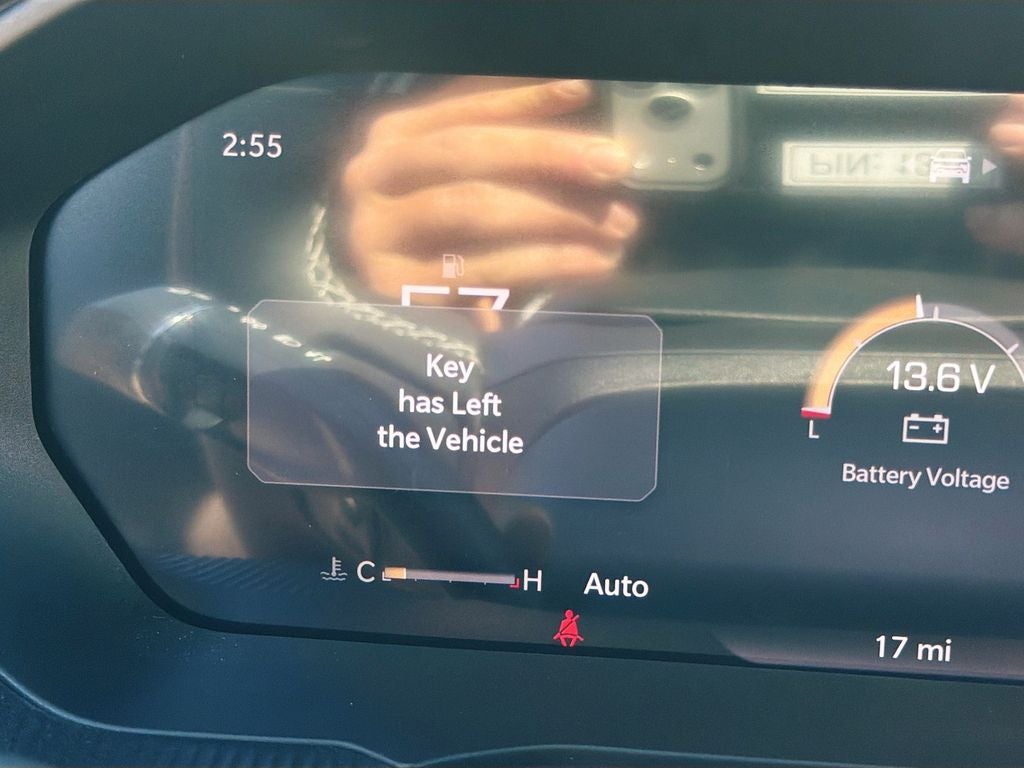 2:55
Key
has Left
the Vehicle
13.6 V
L
Battery Voltage
C
H
Auto
17 mi